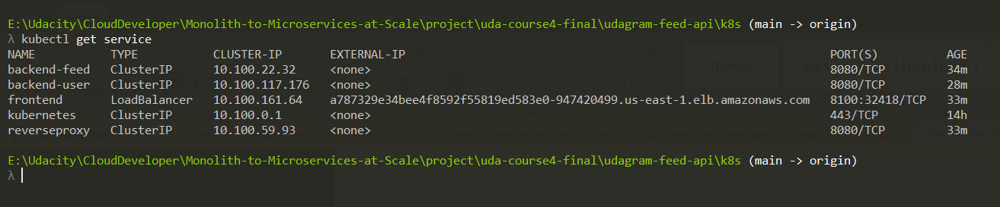 E:\Udacity\CloudDeveloper\Monolith-to-Microservices-at-Scale\project\uda-course4-final\udagram-feed-api\k8s (main -> origin)
λ kubectl get service
NAME TYPE CLUSTER-IP EXTERNAL-IP PORT(S) AGE
backend-feed ClusterIP 10.100.22.32 <none> 8080/TCP 34m
backend-user ClusterIP 10.100.117.176 <none> 8080/TCP 28m
frontend LoadBalancer 10.100.161.64 a787329e34bee4f8592f55819ed583e0-947420499.us-east-1.elb.amazonaws.com 8100:32418/TCP 33m
kubernetes ClusterIP 10.100.0.1 <none> 443/TCP 14h
reverseproxy ClusterIP 10.100.59.93 <none> 8080/TCP 33m
E:\Udacity\CloudDeveloper\Monolith-to-Microservices-at-Scale\project\uda-course4-final\udagram-feed-api\k8s (main -> origin)
λ